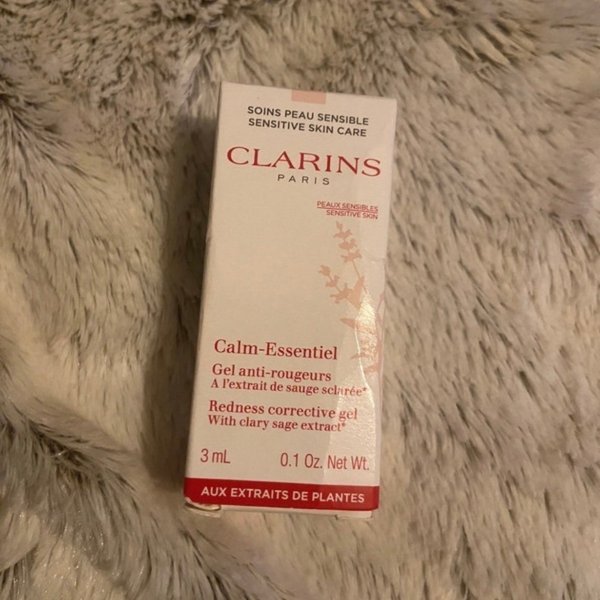 SOINS PEAU SENSIBLE
SENSITIVE SKIN CARE
CLARINS
PARIS
PEAUX SENSIBLES
SENSITIVE SKIN
Calm-Essentiel
Gel anti-rougeurs
A l'extrait de sauge sclarée*
Redness corrective gel
With clary sage extract*
3 mL 0.1 Oz. Net Wt.
AUX EXTRAITS DE PLANTES